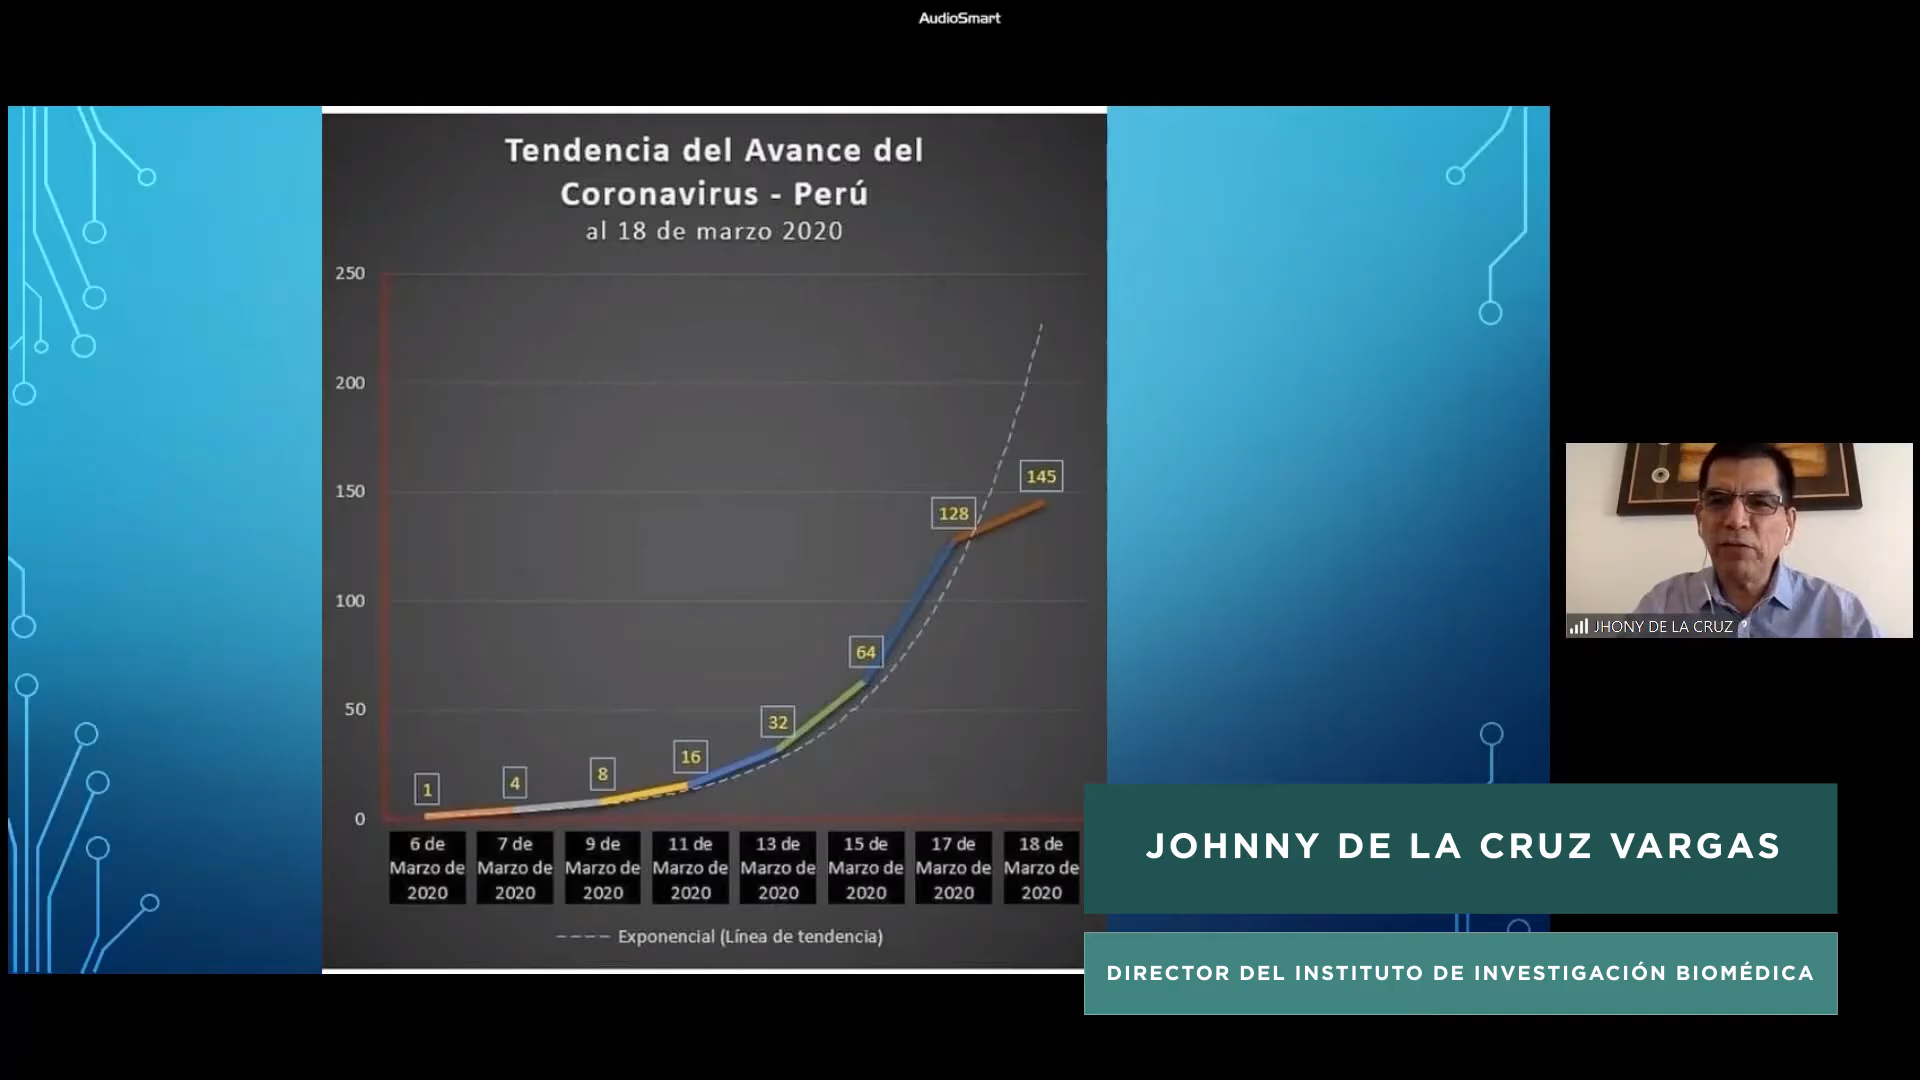 AudioSmart
Tendencia del Avance del
Coronavirus - Perú
al 18 de marzo 2020
250
200
150
100
50
0
1
4
8
16
32
64
128
145
6 de
Marzo de
2020
7 de
Marzo de
2020
9 de
Marzo de
2020
11 de
Marzo de
2020
13 de
Marzo de
2020
15 de
Marzo de
2020
17 de
Marzo de
2020
18 de
Marzo de
2020
Exponencial (Línea de tendencia)
JHONY DE LA CRUZ
JOHNNY DE LA CRUZ VARGAS
DIRECTOR DEL INSTITUTO DE INVESTIGACIÓN BIOMÉDICA